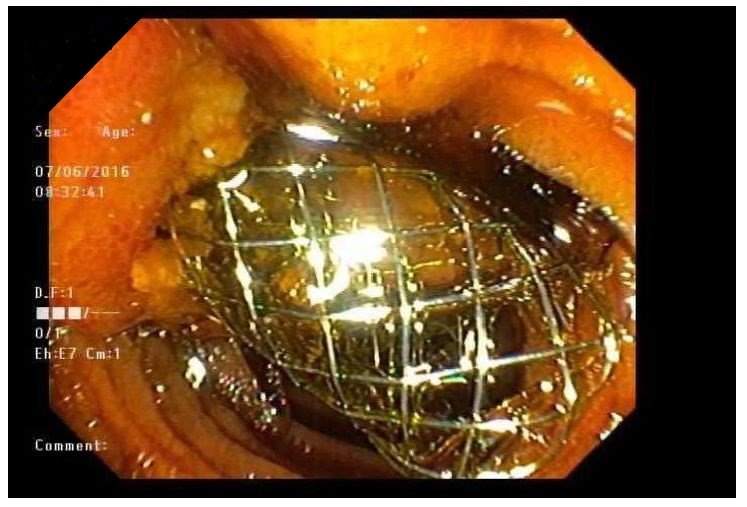 Sex: Age:
07/06/2016
08:32:41
D.F:1
0/1
Eh:E7 Cm:1
Comment: